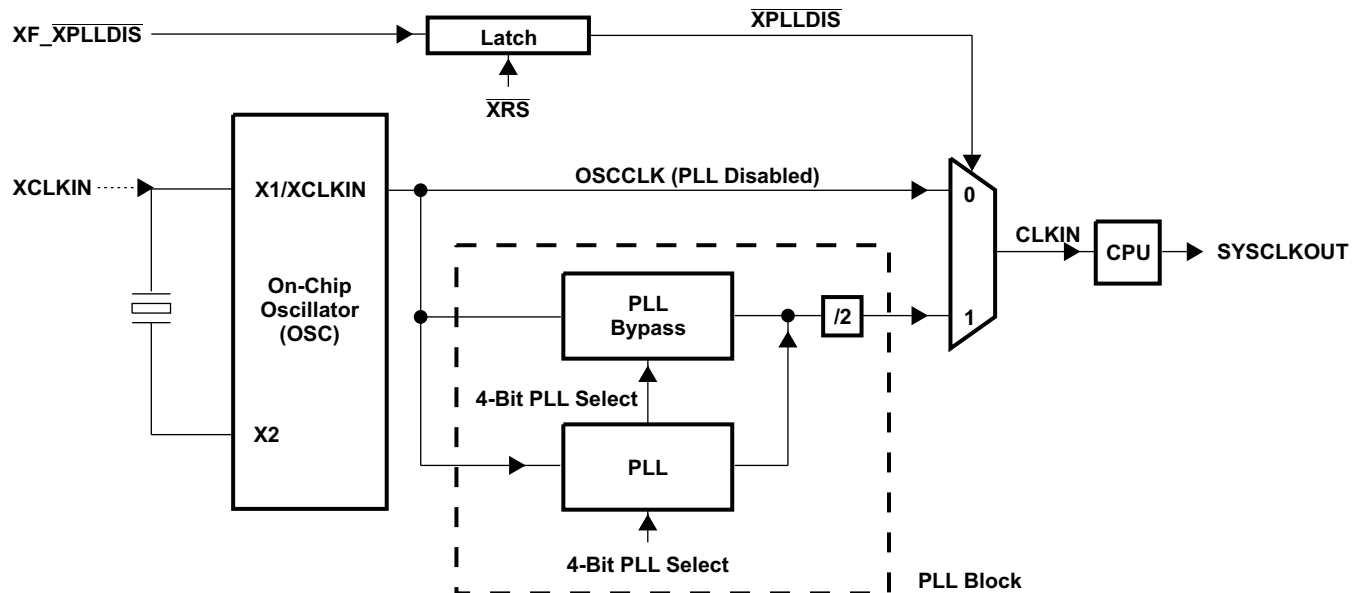 XF_XPLLDIS
Latch
XPLLDIS
XRS
XCLKIN
X1/XCLKIN
OSCCLK (PLL Disabled)
0
CLKIN
CPU
SYSCLKOUT
On-Chip
Oscillator
(OSC)
PLL
Bypass
/2
1
4-Bit PLL Select
X2
PLL
4-Bit PLL Select
PLL Block